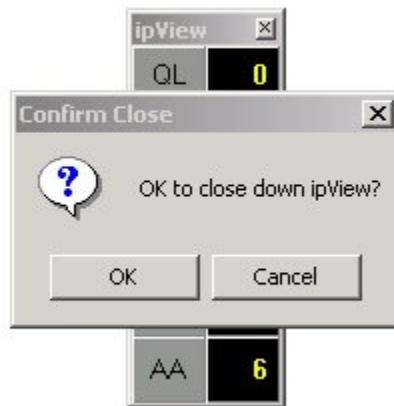 ipView
QL 0
Confirm Close
?
OK to close down ipView?
OK Cancel
AA 6